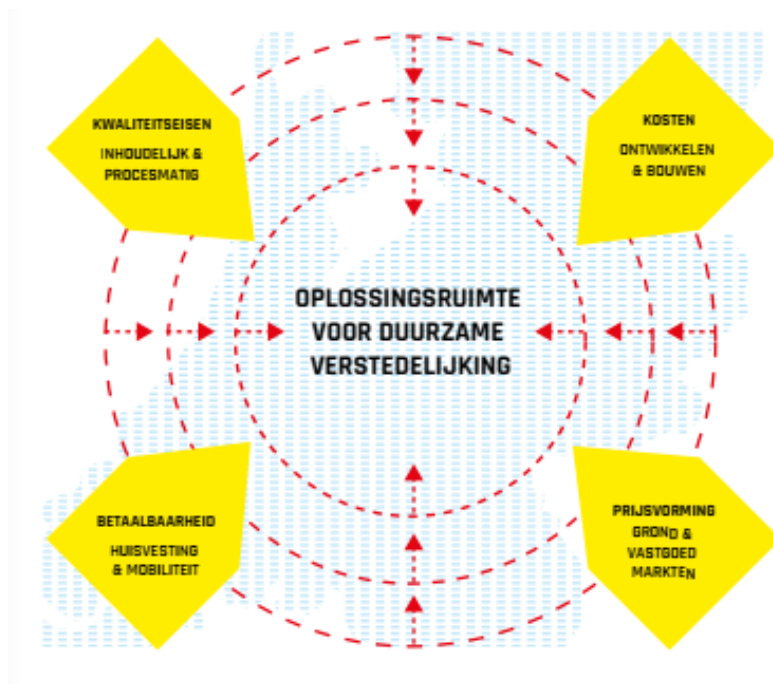 KWALITEITSEISEN
INHOUDELIJK &
PROCESMATIG
KOSTEN
ONTWIKKELEN
& BOUWEN
OPLOSSINGSRUIMTE
VOOR DUURZAME
VERSTEDELIJKING
BETAALBAARHEID
HUISVESTING
& MOBILITEIT
PRIJSVORMING
GROND &
VASTGOED
MARKTEN